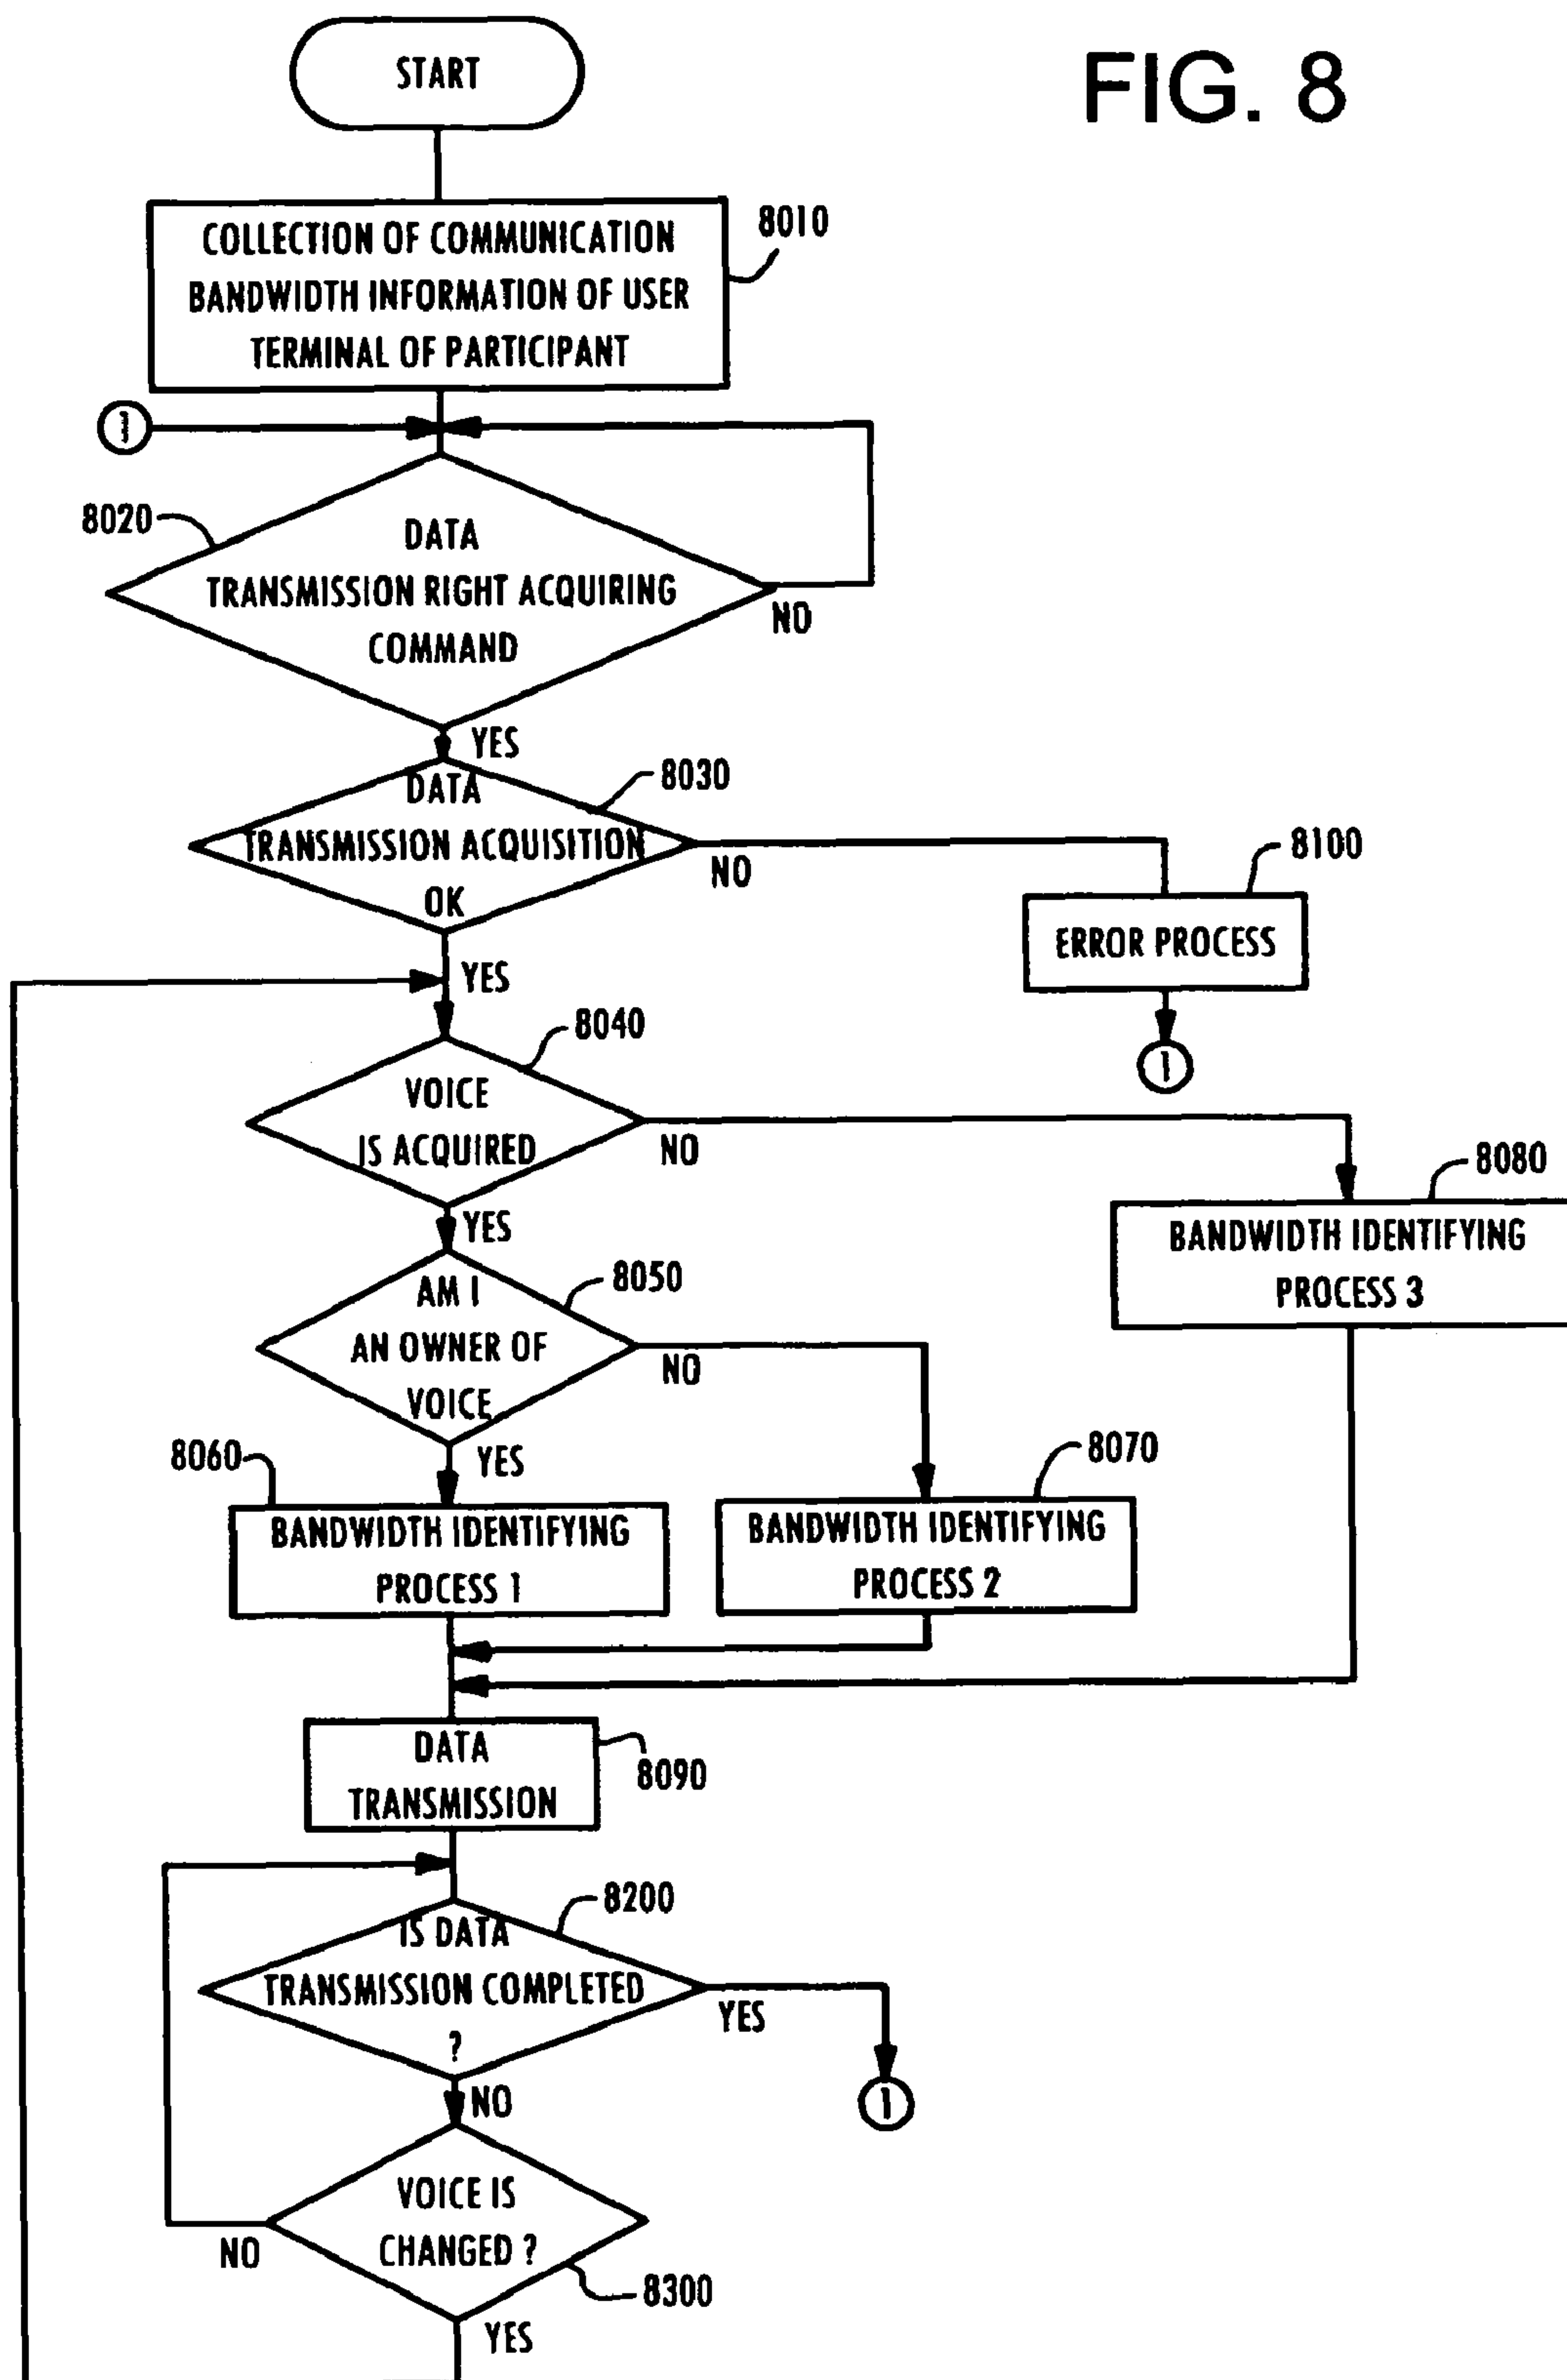 START
FIG. 8
COLLECTION OF COMMUNICATION
BANDWIDTH INFORMATION OF USER
TERMINAL OF PARTICIPANT
8010
1
8020
DATA
TRANSMISSION RIGHT ACQUIRING
COMMAND
NO
YES
8030
DATA
TRANSMISSION ACQUISITION
OK
NO
8100
ERROR PROCESS
1
YES
8040
VOICE
IS ACQUIRED
NO
8080
BANDWIDTH IDENTIFYING
PROCESS 3
YES
8050
AM I
AN OWNER OF
VOICE
NO
YES
8060
BANDWIDTH IDENTIFYING
PROCESS 1
8070
BANDWIDTH IDENTIFYING
PROCESS 2
DATA
TRANSMISSION
8090
8200
IS DATA
TRANSMISSION COMPLETED
?
YES
1
NO
VOICE IS
CHANGED ?
NO
8300
YES